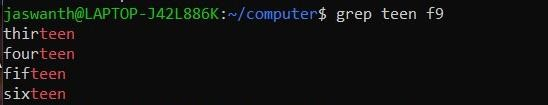 jaswanth@LAPTOP-J42L886K:~/computer$ grep teen f9
thirteen
fourteen
fifteen
sixteen